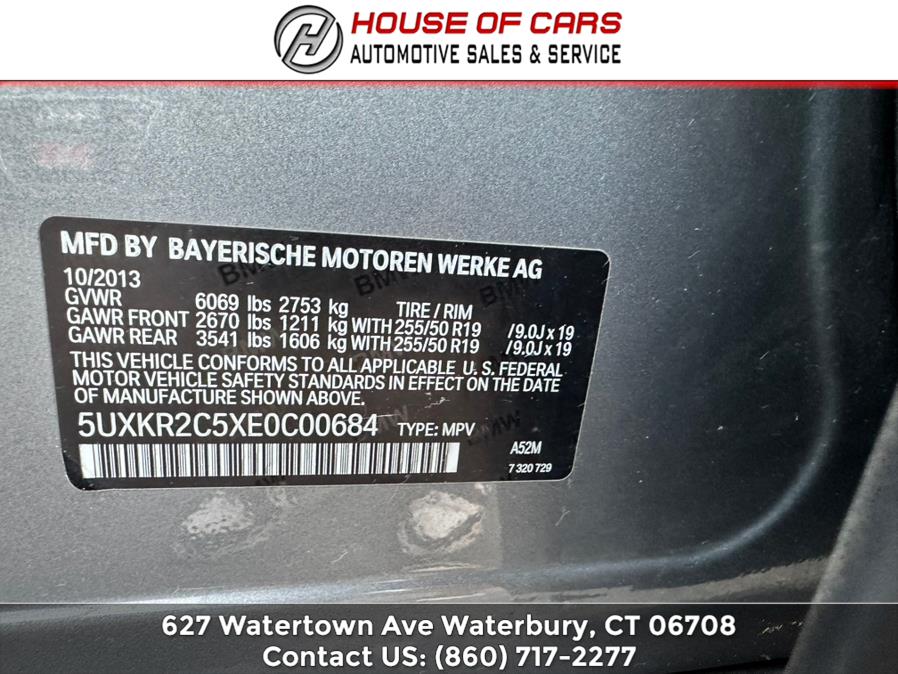 HOUSE OF CARS
AUTOMOTIVE SALES & SERVICE
MFD BY BAYERISCHE MOTOREN WERKE AG
10/2013
GVWR 6069 lbs 2753 kg TIRE / RIM
GAWR FRONT 2670 lbs 1211 kg WITH 255/50 R19 / 9.0J x 19
GAWR REAR 3541 lbs 1606 kg WITH 255/50 R19 / 9.0J x 19
THIS VEHICLE CONFORMS TO ALL APPLICABLE U.S. FEDERAL
MOTOR VEHICLE SAFETY STANDARDS IN EFFECT ON THE DATE
OF MANUFACTURE SHOWN ABOVE.
5UXKR2C5XE0C00684 TYPE: MPV
A52M
7 320 729
627 Watertown Ave Waterbury, CT 06708
Contact US: (860) 717-2277